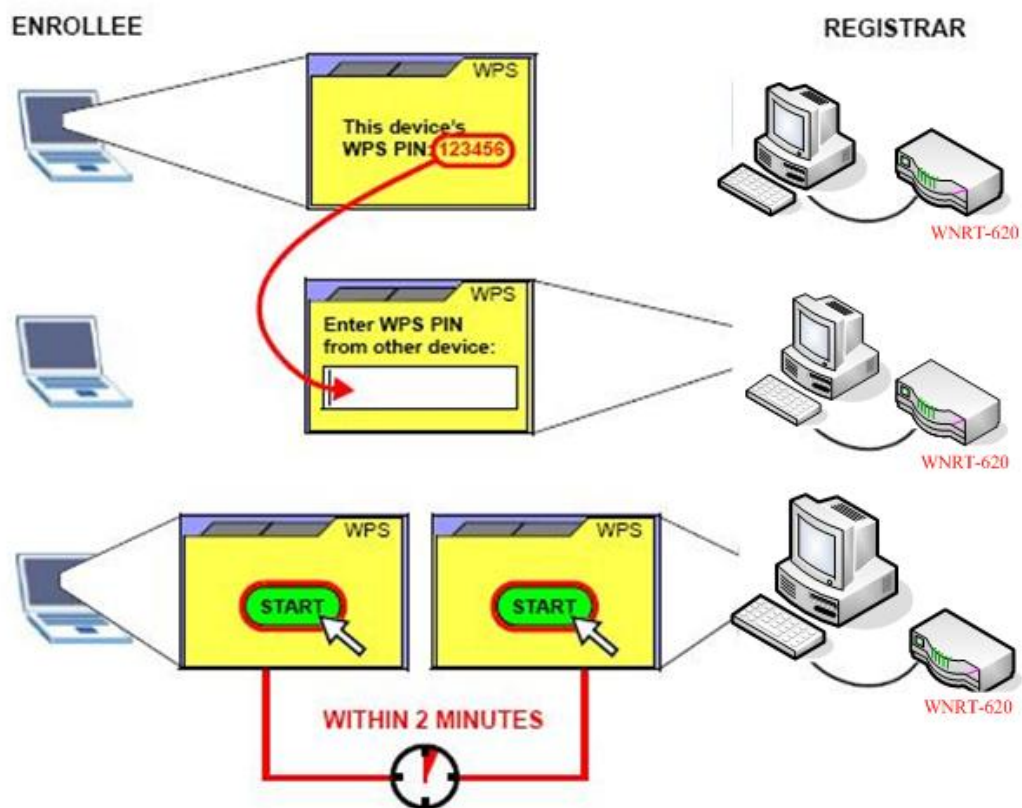 ENROLLEE
REGISTRAR
WPS
This device's
WPS PIN: 123456
WNRT-620
WPS
Enter WPS PIN
from other device:
WNRT-620
WPS
START
WPS
START
WNRT-620
WITHIN 2 MINUTES